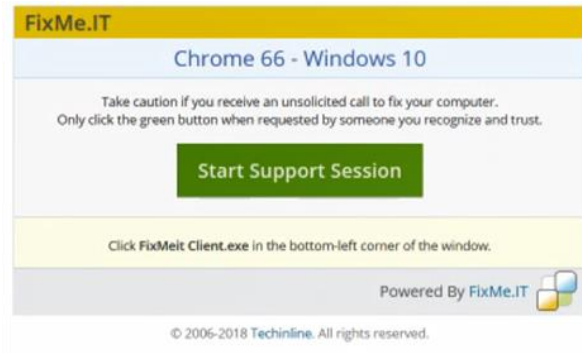 FixMe.IT
Chrome 66 - Windows 10
Take caution if you receive an unsolicited call to fix your computer.
Only click the green button when requested by someone you recognize and trust.
Start Support Session
Click FixMeit Client.exe in the bottom-left corner of the window.
Powered By FixMe.IT
© 2006-2018 Techinline. All rights reserved.